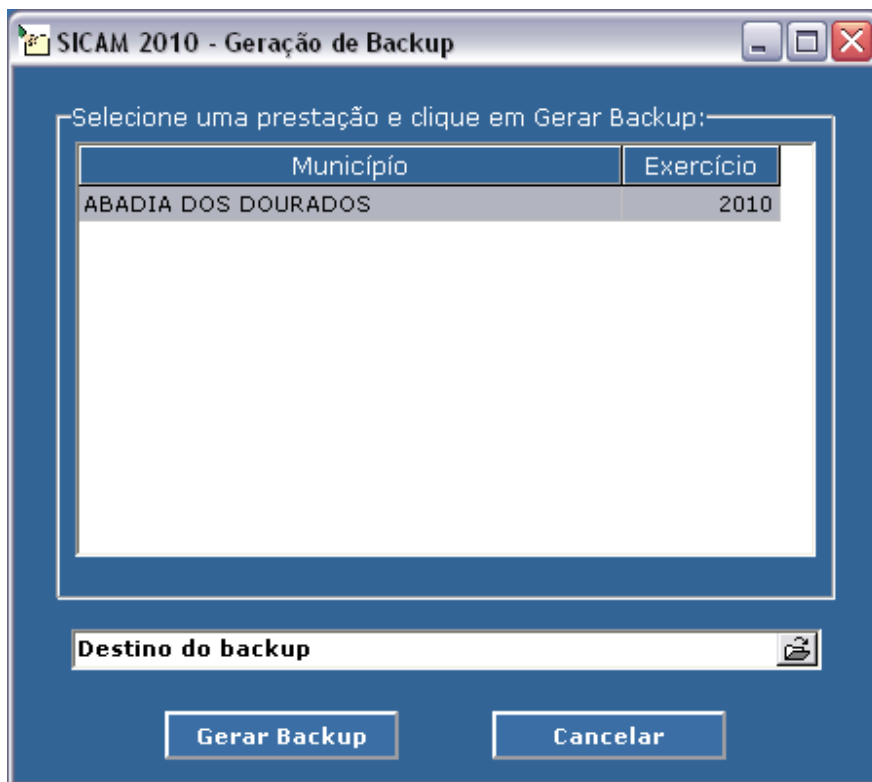 SICAM 2010 - Geração de Backup
Selecione uma prestação e clique em Gerar Backup:
Município Exercício
ABADIA DOS DOURADOS 2010
Destino do backup
Gerar Backup Cancelar